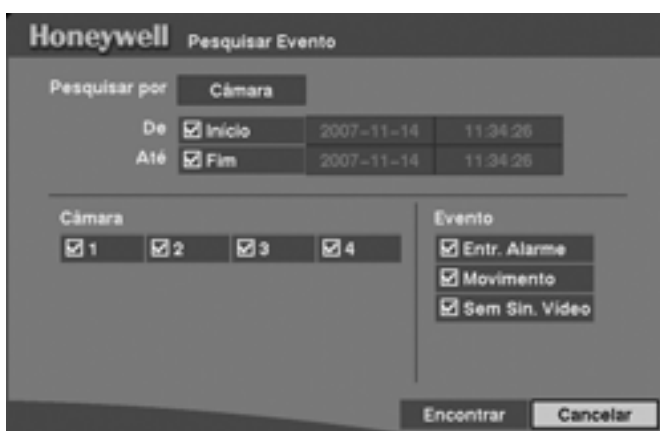 Honeywell Pesquisar Evento
Pesquisar por Câmara
De Início 2007-11-14 11:34:26
Até Fim 2007-11-14 11:34:26
Câmara Evento
1 2 3 4 Entr. Alarme
Movimento
Sem Sin. Vídeo
Encontrar Cancelar